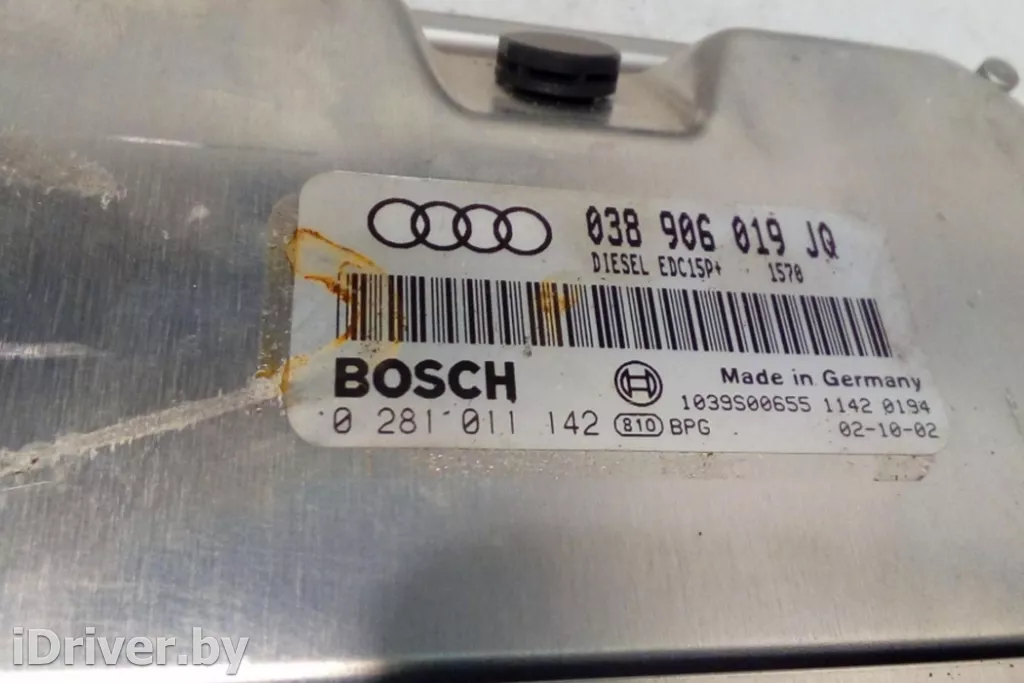 038 906 019 JQ
DIESEL EDC15P+ 1570
BOSCH
Made in Germany
0 281 011 142
810 BPG
1039S00655 1142 0194
02-10-02
iDriver.by